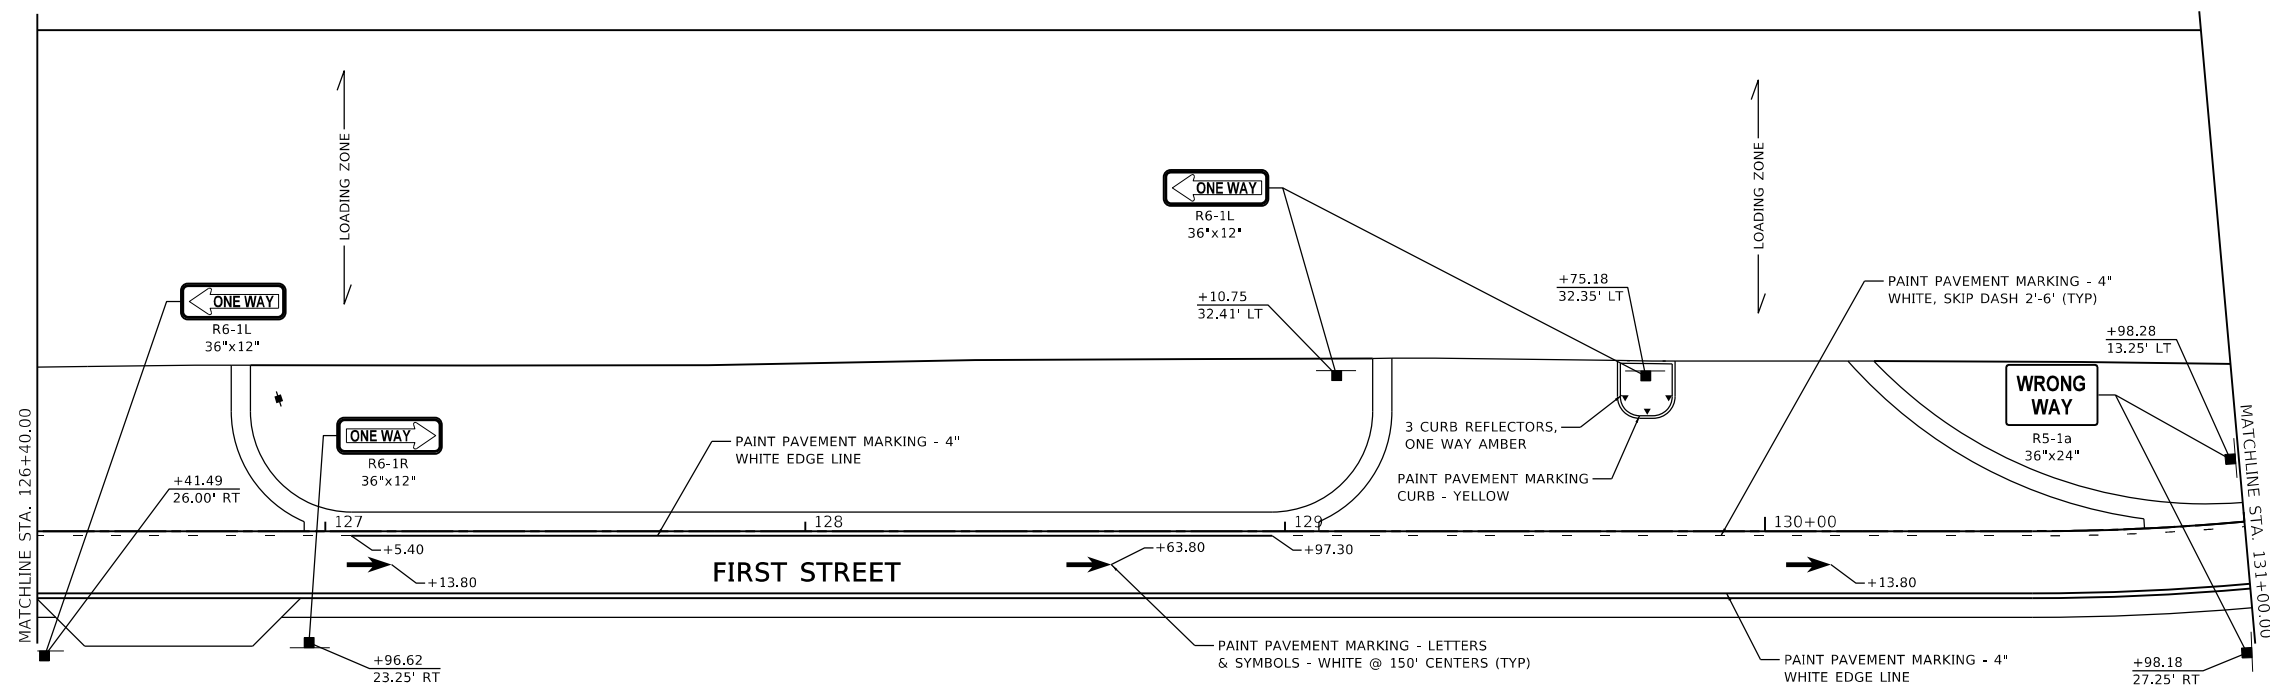 LOADING ZONE
LOADING ZONE
ONE WAY
R6-1L
36"x12"
+75.18
32.35' LT
PAINT PAVEMENT MARKING - 4"
WHITE, SKIP DASH 2'-6' (TYP)
ONE WAY
R6-1L
36"x12"
+10.75
32.41' LT
+98.28
13.25' LT
WRONG
WAY
R5-1a
36"x24"
ONE WAY
R6-1R
36"x12"
PAINT PAVEMENT MARKING - 4"
WHITE EDGE LINE
3 CURB REFLECTORS,
ONE WAY AMBER
PAINT PAVEMENT MARKING
CURB - YELLOW
+41.49
26.00' RT
MATCHLINE STA. 126+40.00
MATCHLINE STA. 131+00.00
127
128
129
130+00
+5.40
+63.80
+97.30
+13.80
FIRST STREET
+13.80
PAINT PAVEMENT MARKING - LETTERS
& SYMBOLS - WHITE @ 150' CENTERS (TYP)
PAINT PAVEMENT MARKING - 4"
WHITE EDGE LINE
+96.62
23.25' RT
+98.18
27.25' RT